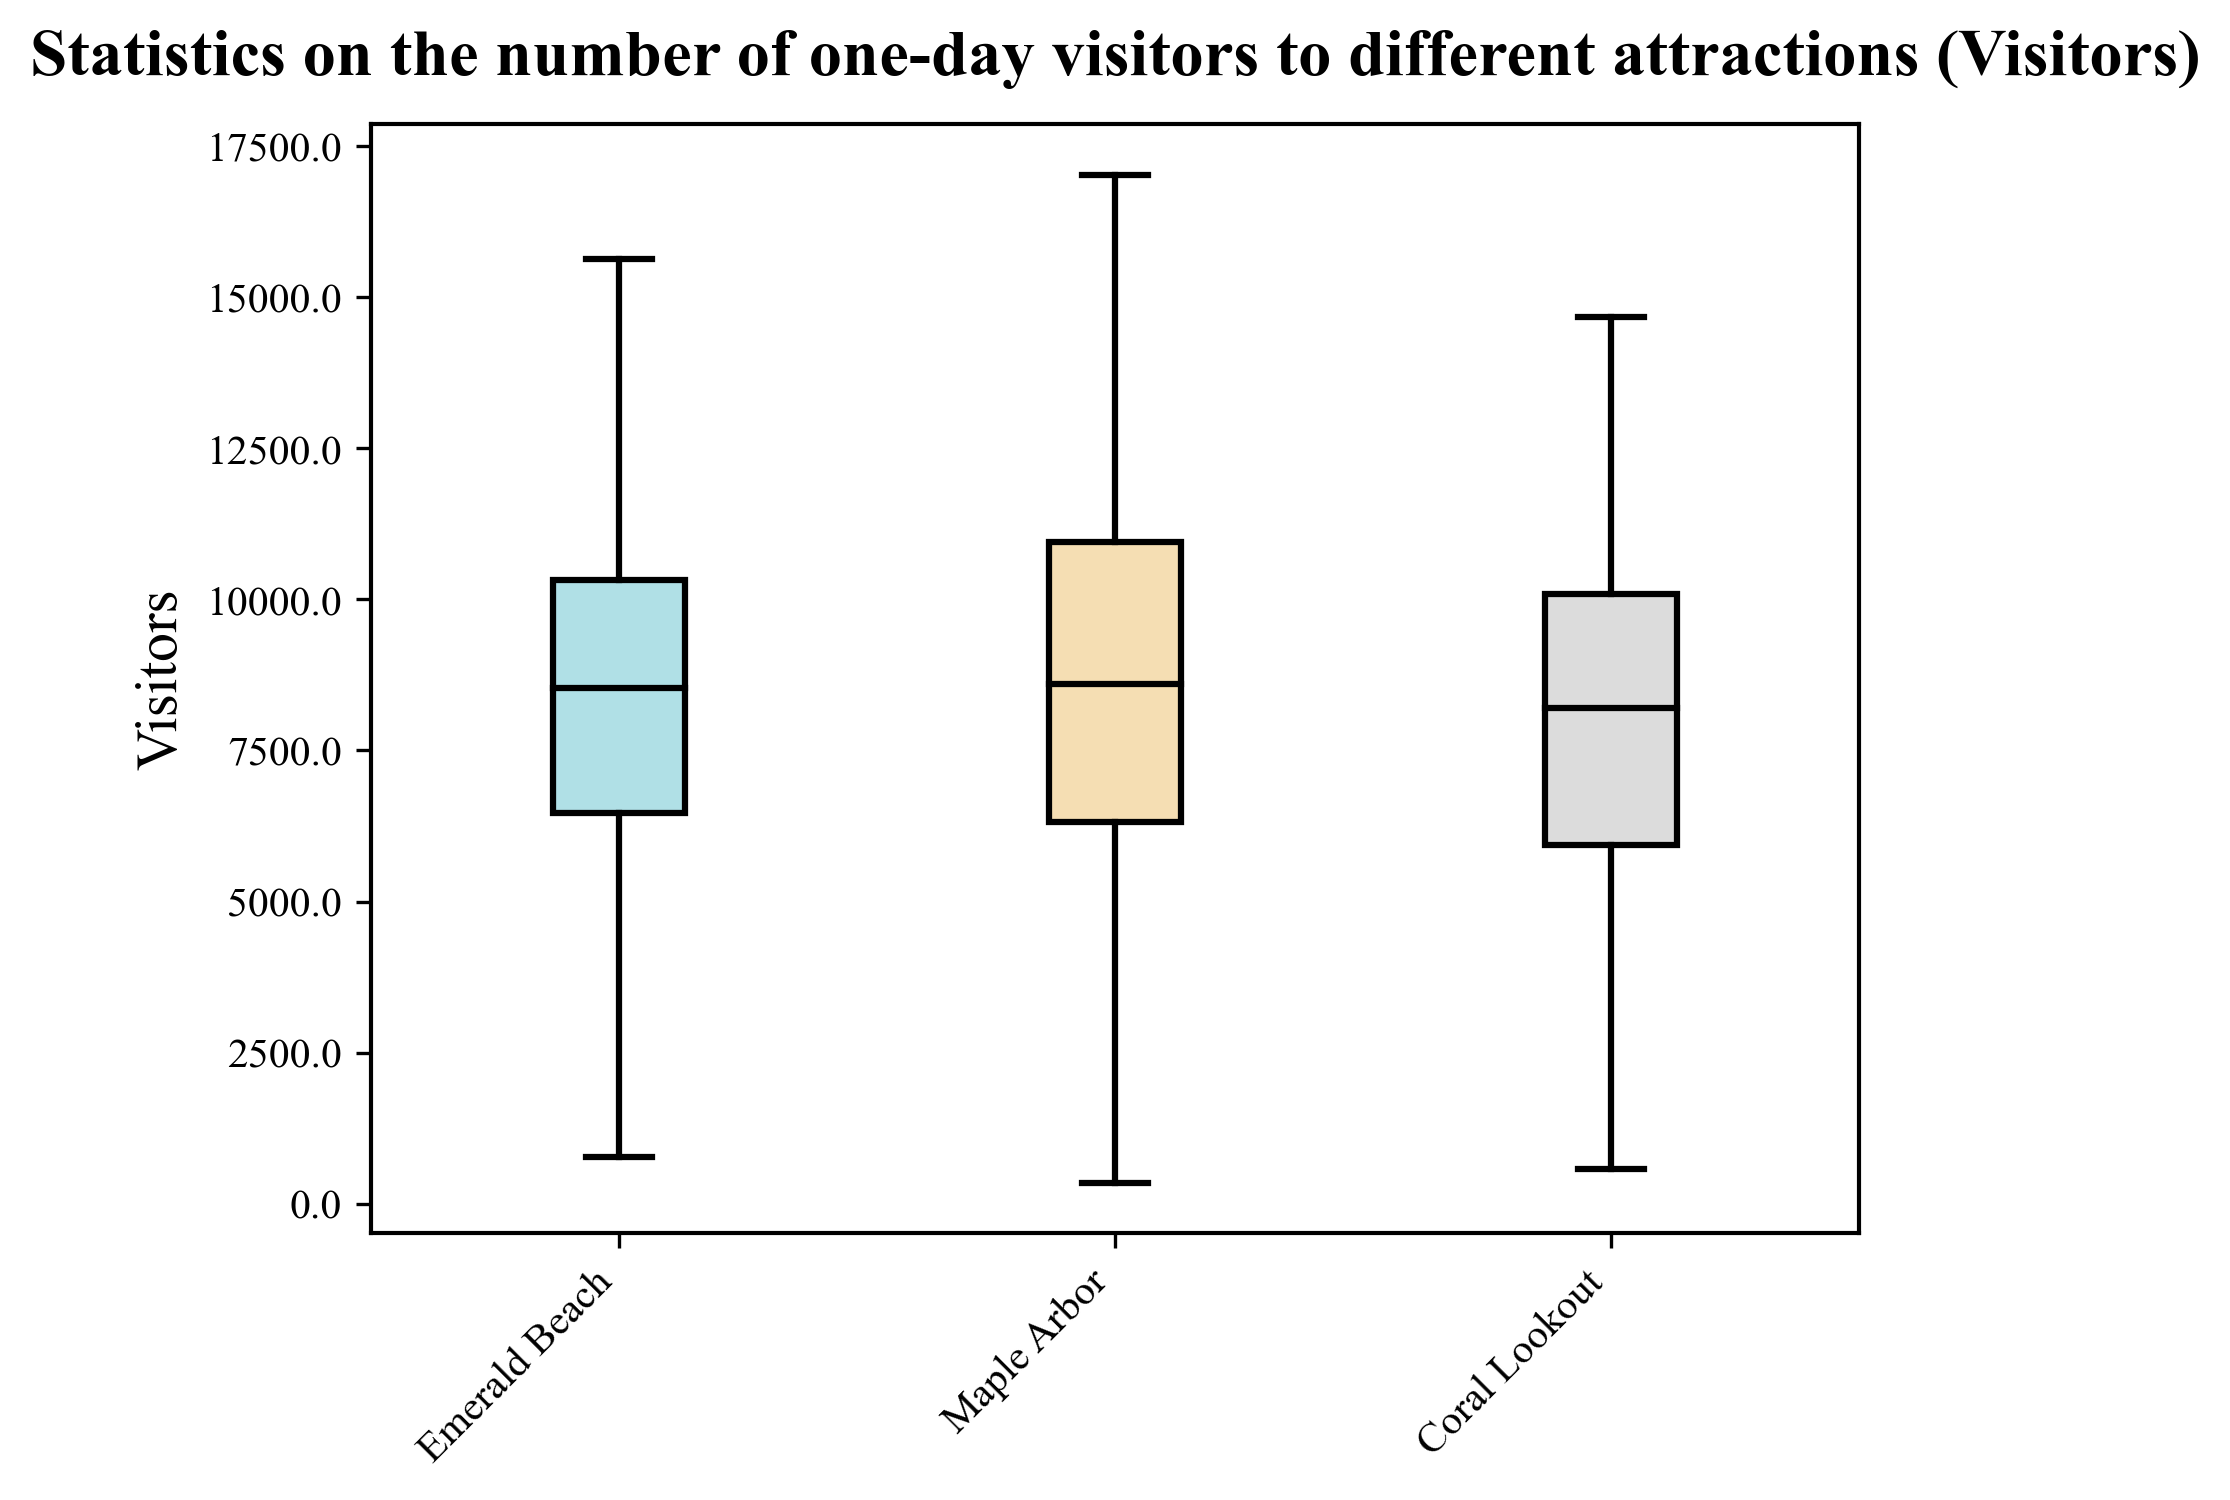 Statistics on the number of one-day visitors to different attractions (Visitors)
Visitors
17500.0
15000.0
12500.0
10000.0
7500.0
5000.0
2500.0
0.0
Emerald Beach
Maple Arbor
Coral Lookout